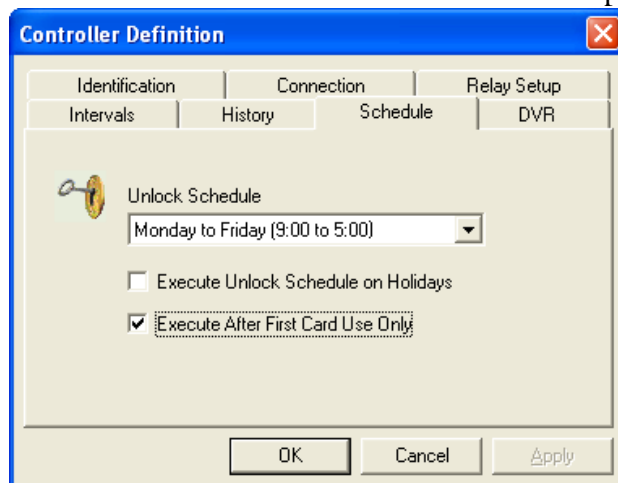 Controller Definition
Identification Connection Relay Setup
Intervals History Schedule DVR
Unlock Schedule
Monday to Friday (9:00 to 5:00)
Execute Unlock Schedule on Holidays
Execute After First Card Use Only
OK Cancel Apply